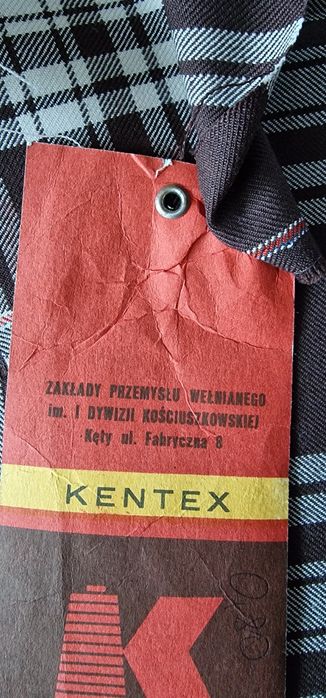 ZAKŁADY PRZEMYSŁU WEŁNIANEGO
im. I DYWIZJI KOŚCIUSZKOWSKIEJ
Kęty ul. Fabryczna 8
KENTEX
K